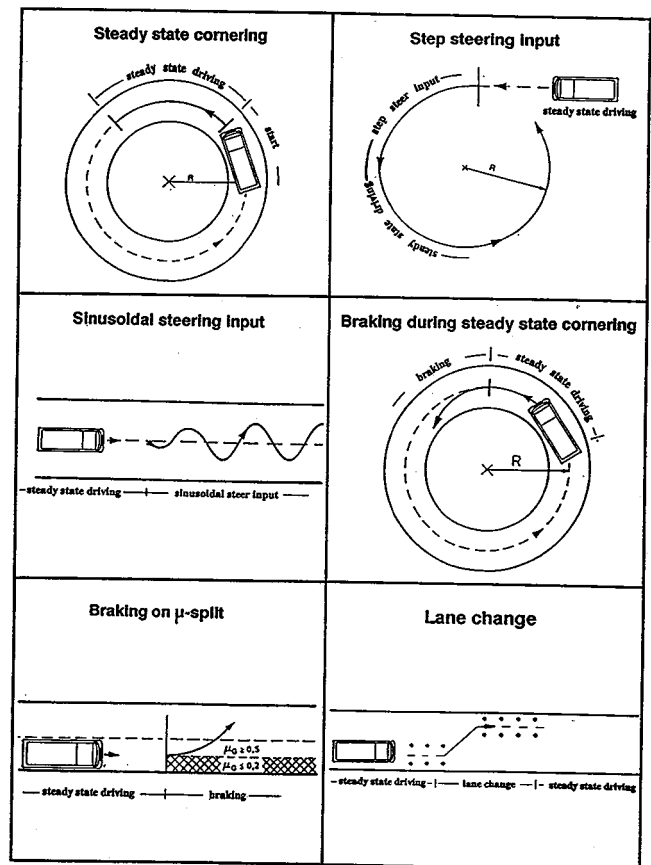 Steady state cornering
steady state driving
start
R
Step steering input
step steer input
steady state driving
R
steady state driving
Sinusoidal steering input
steady state driving
sinusoidal steer input
Braking during steady state cornering
braking
steady state driving
R
Braking on μ-split
μG ≥ 0,5
μG ≤ 0,2
steady state driving
braking
Lane change
steady state driving
lane change
steady state driving